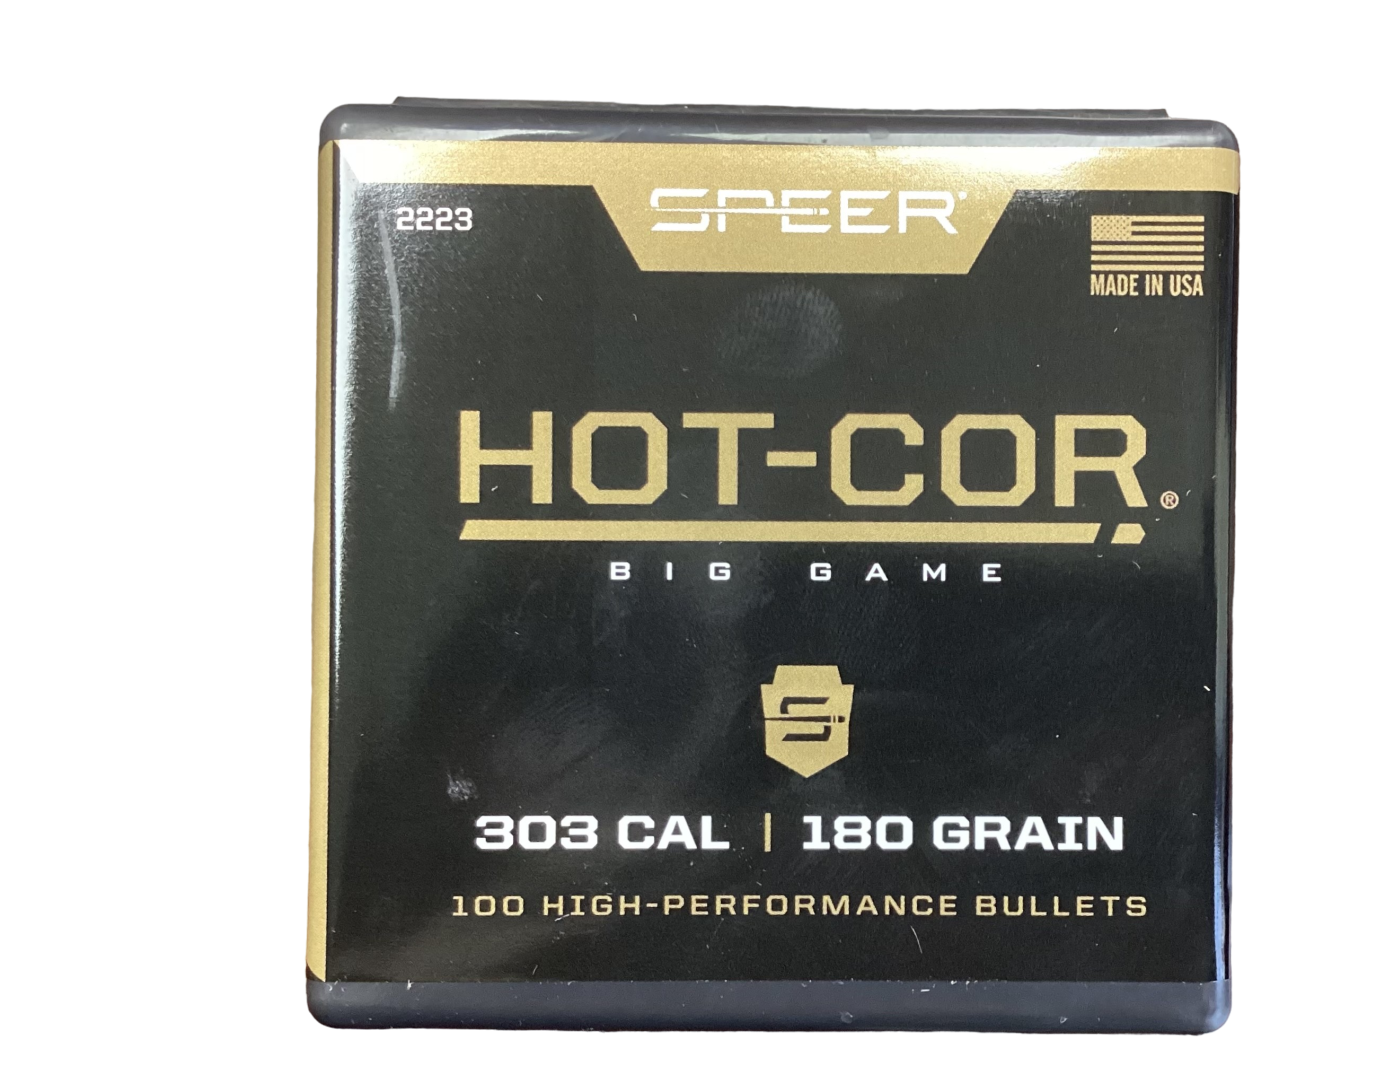 SPEER®
2223
MADE IN USA
HOT-COR®
BIG GAME
S
303 CAL | 180 GRAIN
100 HIGH-PERFORMANCE BULLETS